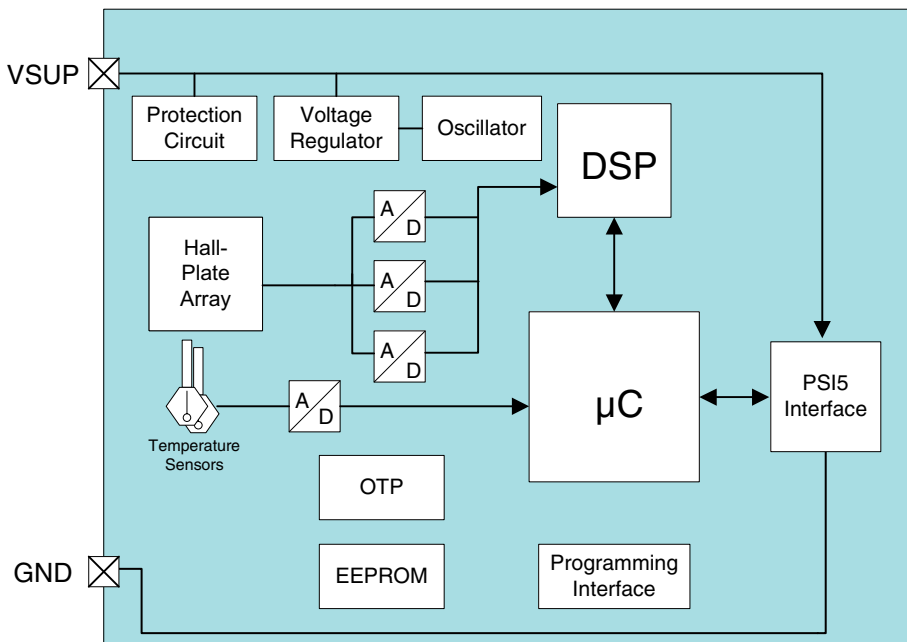 VSUP
Protection
Circuit
Voltage
Regulator
Oscillator
DSP
A
D
Hall-
Plate
Array
A
D
A
D
µC
PSI5
Interface
A
D
Temperature
Sensors
OTP
GND
EEPROM
Programming
Interface